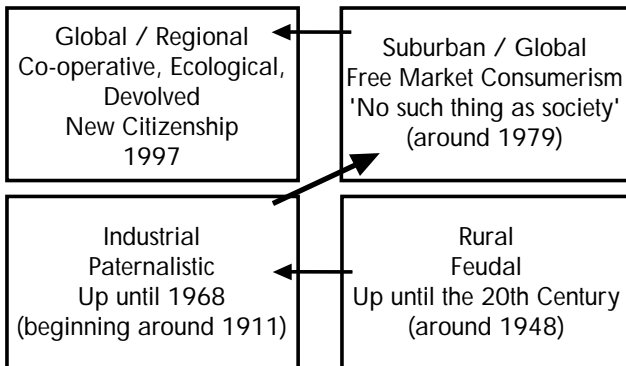 Global / Regional
Co-operative, Ecological,
Devolved
New Citizenship
1997
Suburban / Global
Free Market Consumerism
'No such thing as society'
(around 1979)
Industrial
Paternalistic
Up until 1968
(beginning around 1911)
Rural
Feudal
Up until the 20th Century
(around 1948)